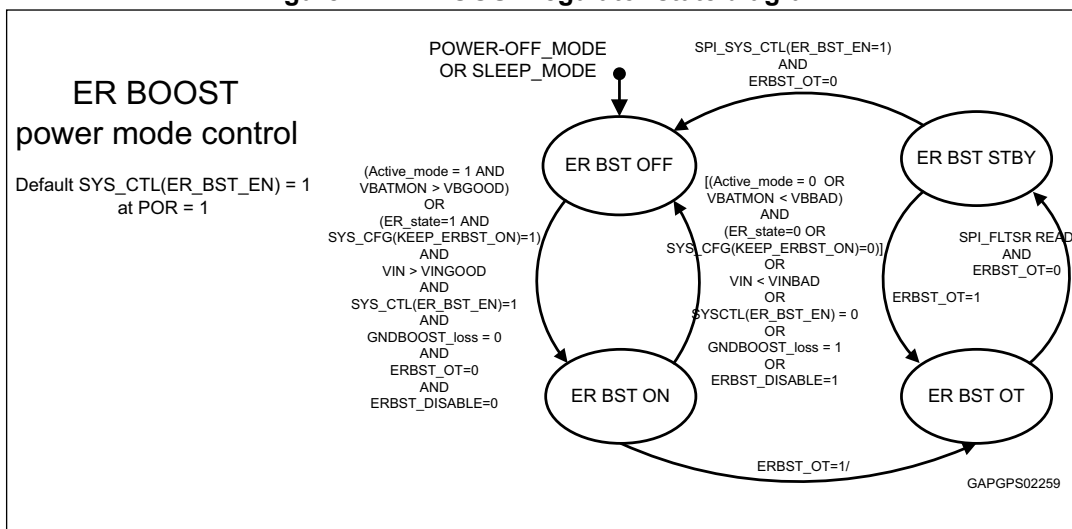 ER BOOST
power mode control
Default SYS_CTL(ER_BST_EN) = 1
at POR = 1
POWER-OFF_MODE
OR SLEEP_MODE
SPI_SYS_CTL(ER_BST_EN=1)
AND
ERBST_OT=0
ER BST OFF
ER BST STBY
(Active_mode = 1 AND
VBATMON > VBGOOD)
OR
(ER_state=1 AND
SYS_CFG(KEEP_ERBST_ON)=1)
AND
VIN > VINGOOD
AND
SYS_CTL(ER_BST_EN)=1
AND
GNDBOOST_loss = 0
AND
ERBST_OT=0
AND
ERBST_DISABLE=0
[(Active_mode = 0 OR
VBATMON < VBBAD)
AND
(ER_state=0 OR
SYS_CFG(KEEP_ERBST_ON)=0)]
OR
VIN < VINBAD
OR
SYSCTL(ER_BST_EN) = 0
OR
GNDBOOST_loss = 1
OR
ERBST_DISABLE=1
SPI_FLTSR READ
AND
ERBST_OT=0
ERBST_OT=1
ER BST ON
ER BST OT
ERBST_OT=1/
GAPGPS02259